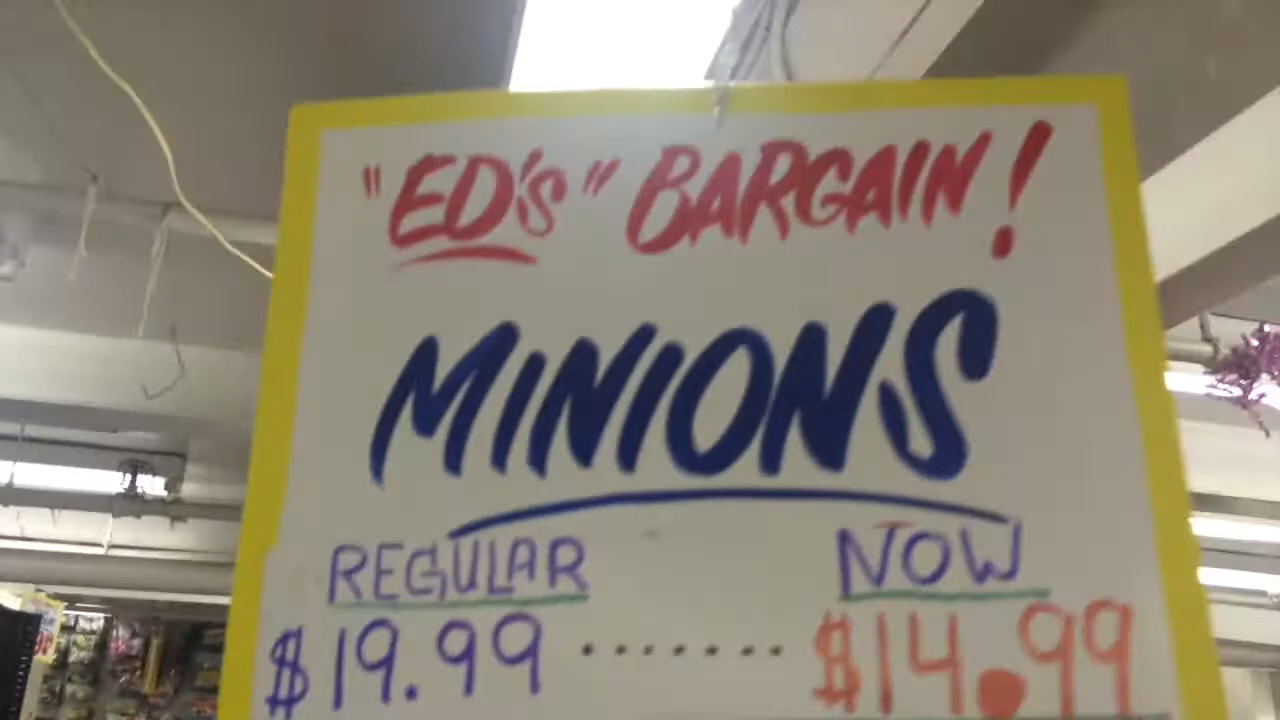 "ED'S" BARGAIN!
MINIONS
REGULAR NOW
$19.99 ....... $14.99